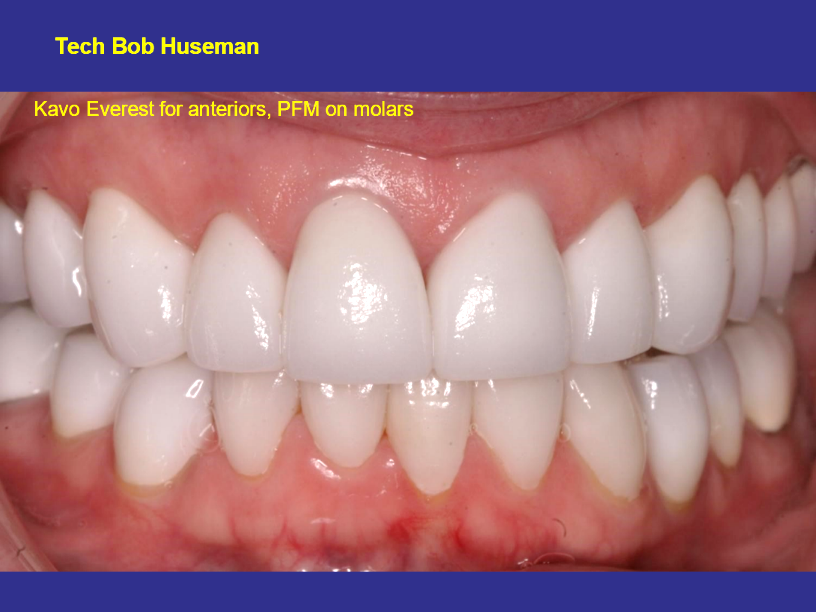 Tech Bob Huseman
Kavo Everest for anteriors, PFM on molars